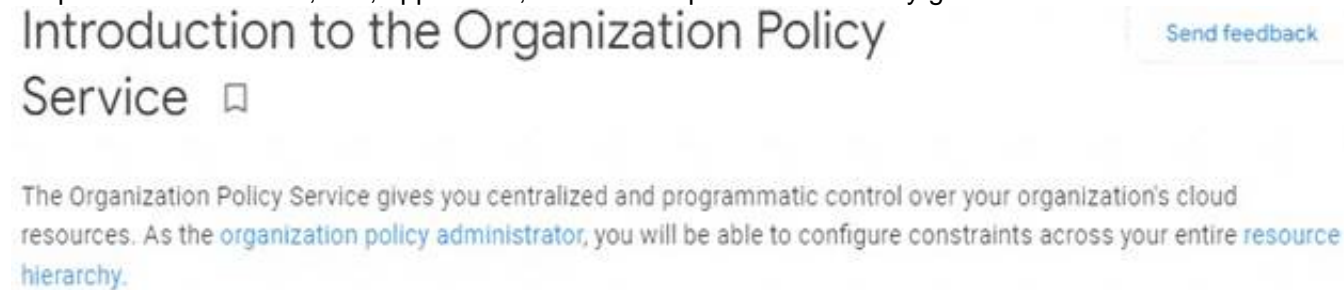 Introduction to the Organization Policy
Send feedback
Service
The Organization Policy Service gives you centralized and programmatic control over your organization's cloud
resources. As the organization policy administrator, you will be able to configure constraints across your entire resource
hierarchy.